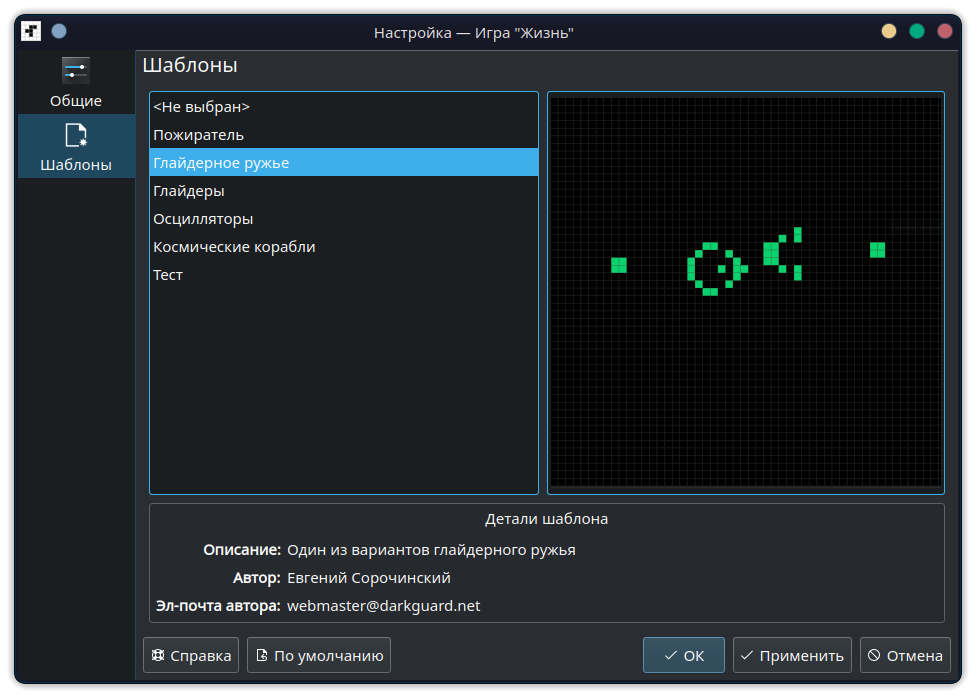 Настройка — Игра "Жизнь"
Общие
Шаблоны
Шаблоны
<Не выбран>
Пожиратель
Глайдерное ружье
Глайдеры
Осцилляторы
Космические корабли
Тест
Детали шаблона
Описание: Один из вариантов глайдерного ружья
Автор: Евгений Сорочинский
Эл-почта автора: webmaster@darkguard.net
Справка По умолчанию ОК Применить Отмена